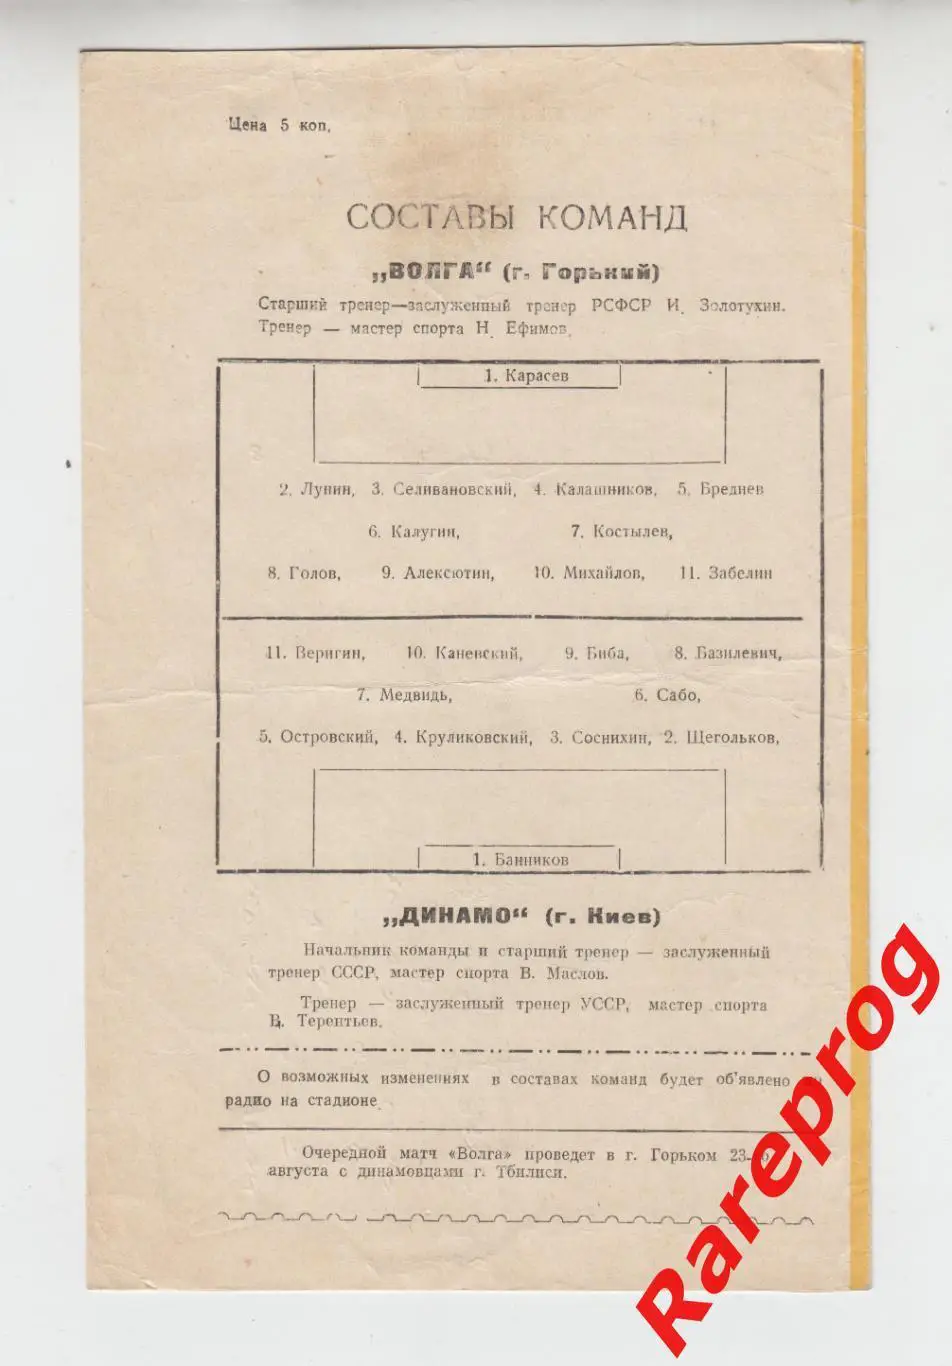 Цена 5 коп.
СОСТАВЫ КОМАНД
„ВОЛГА“ (г. Горький)
Старший тренер—заслуженный тренер РСФСР И. Золотухин.
Тренер — мастер спорта Н. Ефимов.
1. Карасев
2. Лунин, 3. Селивановский, 4. Калашников, 5. Бреднев
6. Калугин, 7. Костылев,
8. Голов, 9. Алексютин, 10. Михайлов, 11. Забелин
11. Веригин, 10. Каневский, 9. Биба, 8. Базилевич,
7. Медвидь, 6. Сабо,
5. Островский, 4. Круликовский, 3. Соснихин, 2. Щегольков,
1. Банников
„ДИНАМО“ (г. Киев)
Начальник команды и старший тренер — заслуженный
тренер СССР, мастер спорта В. Маслов.
Тренер — заслуженный тренер УССР, мастер спорта
В. Терентьев.
О возможных изменениях в составах команд будет об'явлено по
радио на стадионе
Очередной матч «Волга» проведет в г. Горьком 23-го
августа с динамовцами г. Тбилиси.
Rareprog